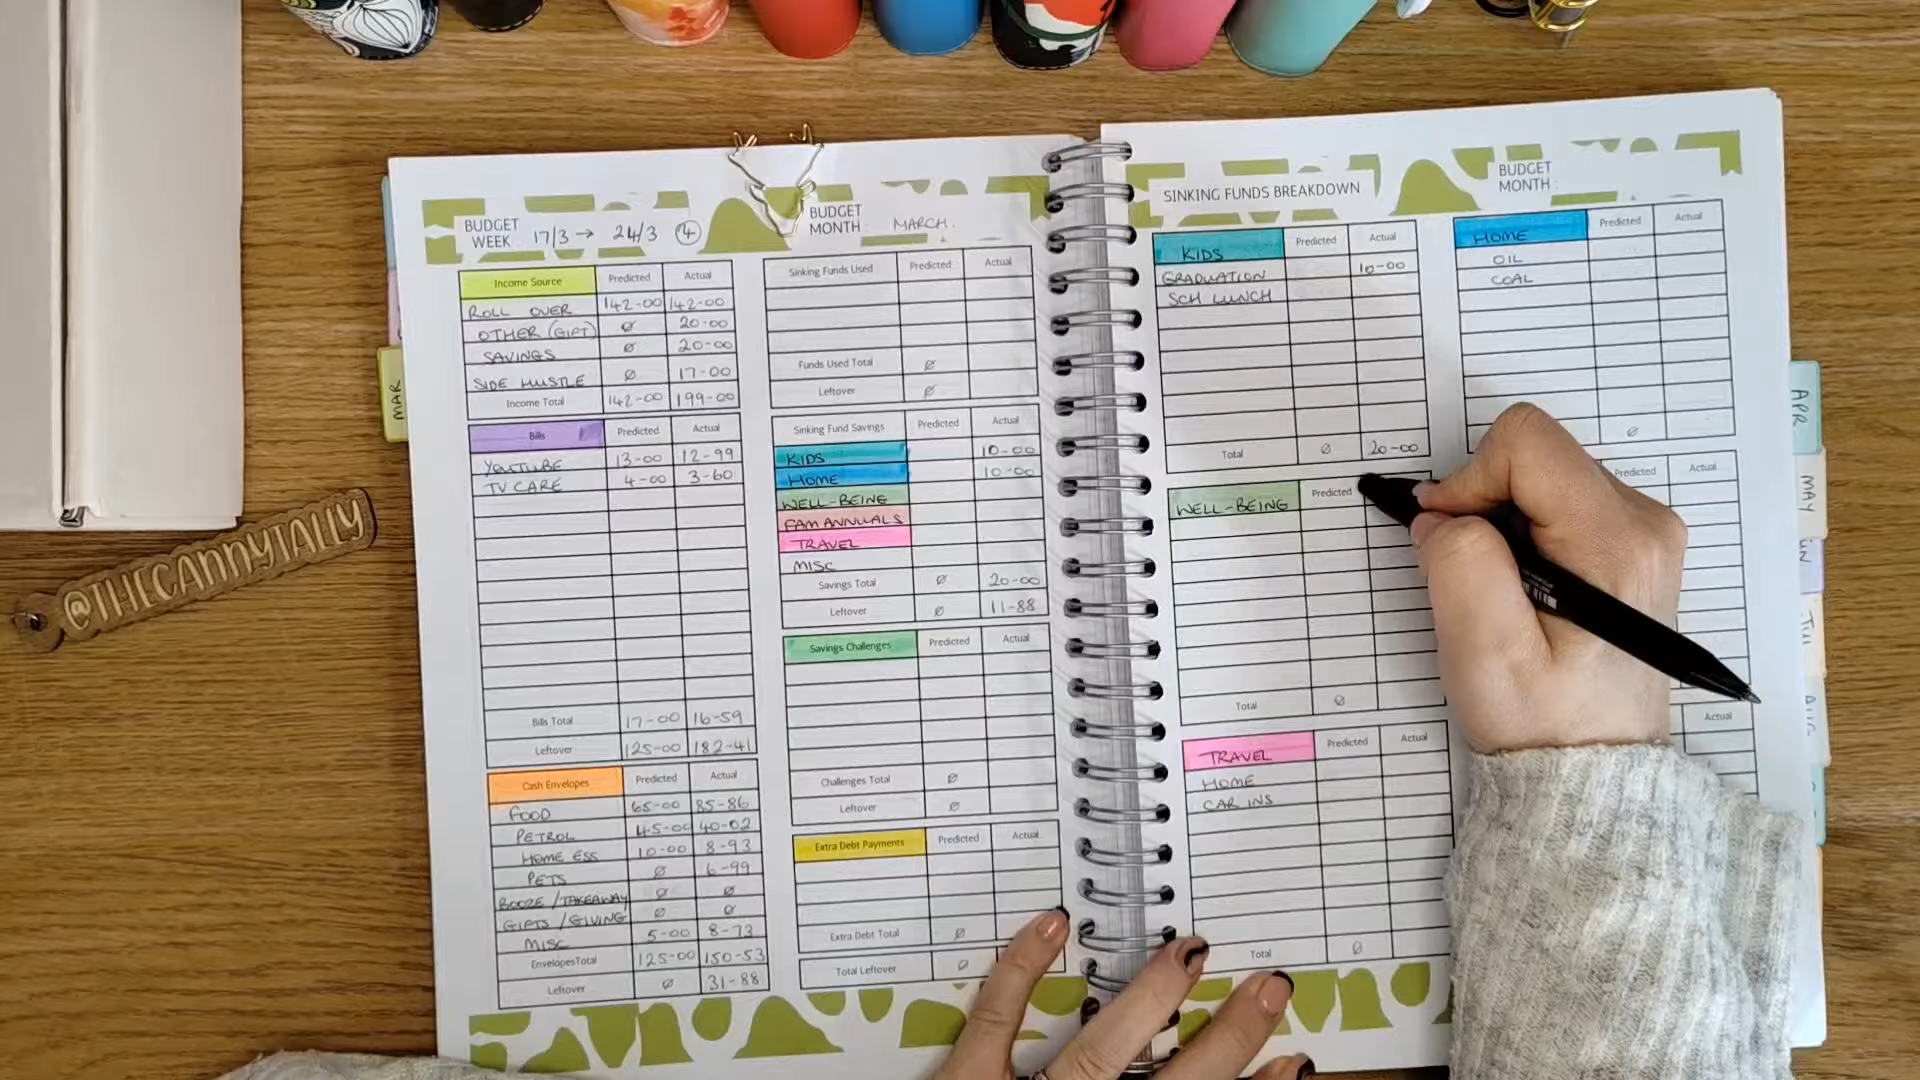 BUDGET
WEEK : 17/3 → 24/3 4
BUDGET
MONTH : MARCH.
Income Source Predicted Actual
ROLL OVER 142-00 142-00
OTHER (GIFT) Ø 20-00
SAVINGS Ø 20-00
SIDE HUSTLE Ø 17-00
Income Total 142-00 199-00
Bills Predicted Actual
YOUTUBE 13-00 12-99
TV CARE 4-00 3-60
Bills Total 17-00 16-59
Leftover 125-00 182-41
Cash Envelopes Predicted Actual
FOOD 65-00 85-86
PETROL 45-00 40-02
HOME ESS 10-00 8-93
PETS Ø 6-99
BOOZE / TAKEAWAY Ø Ø
GIFTS / GIVING Ø Ø
MISC 5-00 8-73
Envelopes Total 125-00 150-53
Leftover Ø 31-88
Sinking Funds Used Predicted Actual
Funds Used Total Ø
Leftover Ø
Sinking Fund Savings Predicted Actual
KIDS 10-00
HOME 10-00
WELL-BEING
FAM ANNUALS
TRAVEL
MISC
Savings Total Ø 20-00
Leftover Ø 11-88
Savings Challenges Predicted Actual
Challenges Total Ø
Leftover Ø
Extra Debt Payments Predicted Actual
Extra Debt Total Ø
Total Leftover Ø
SINKING FUNDS BREAKDOWN
BUDGET
MONTH :
KIDS Predicted Actual
GRADUATION 10-00
SCH LUNCH
Total Ø 20-00
HOME Predicted Actual
OIL
COAL
Ø
WELL-BEING Predicted
Total Ø
Predicted Actual
TRAVEL Predicted Actual
HOME
CAR INS
Total Ø
Actual
MAR
APR
MAY
@THECANNYTALLY